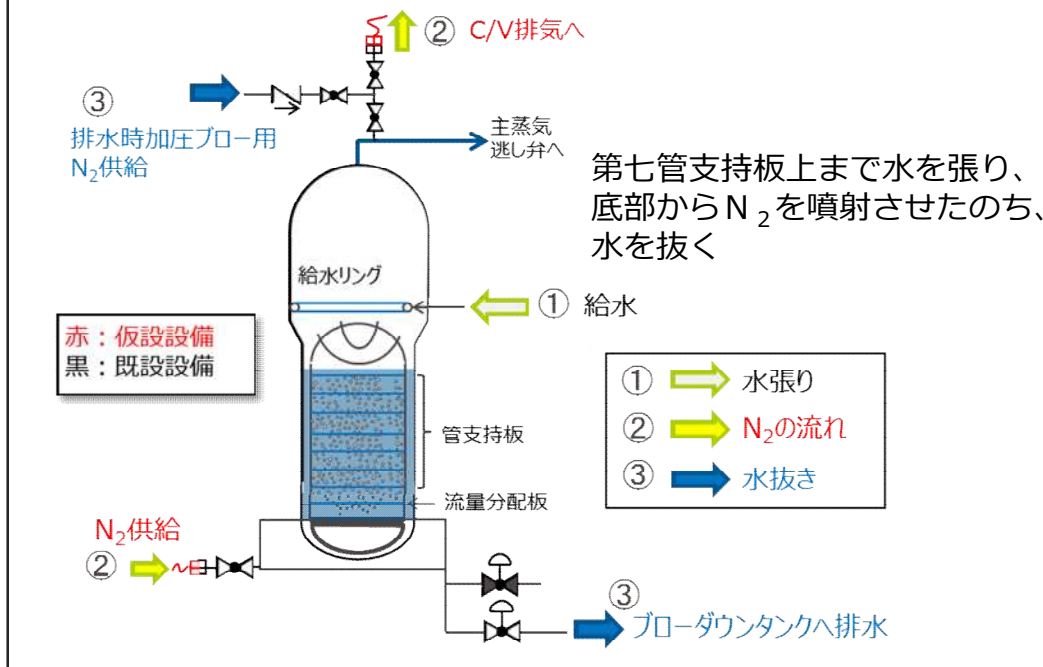 ② C/V排気へ
③
排水時加圧ブロー用
N₂供給
主蒸気
逃し弁へ
第七管支持板上まで水を張り、
底部からN₂を噴射させたのち、
水を抜く
給水リング
① 給水
赤：仮設設備
黒：既設設備
① 水張り
② N₂の流れ
③ 水抜き
管支持板
流量分配板
N₂供給
②
③
ブローダウンタンクへ排水